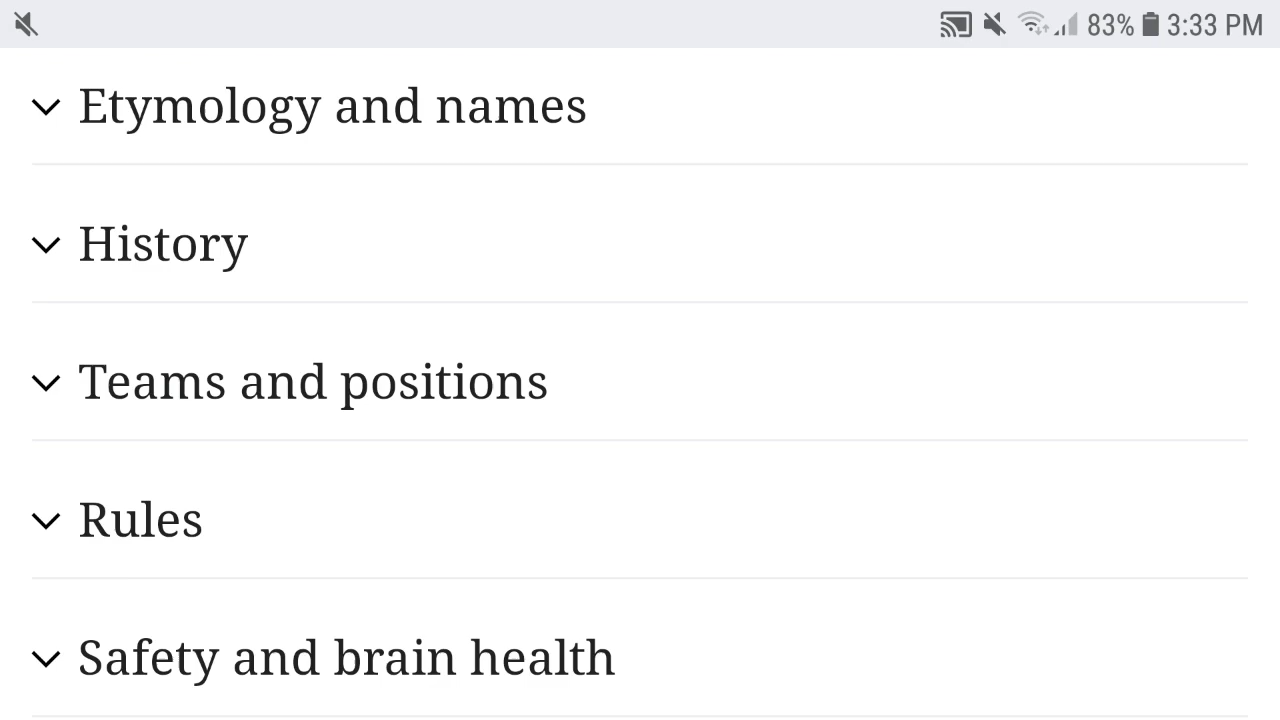 83% 3:33 PM
Etymology and names
History
Teams and positions
Rules
Safety and brain health